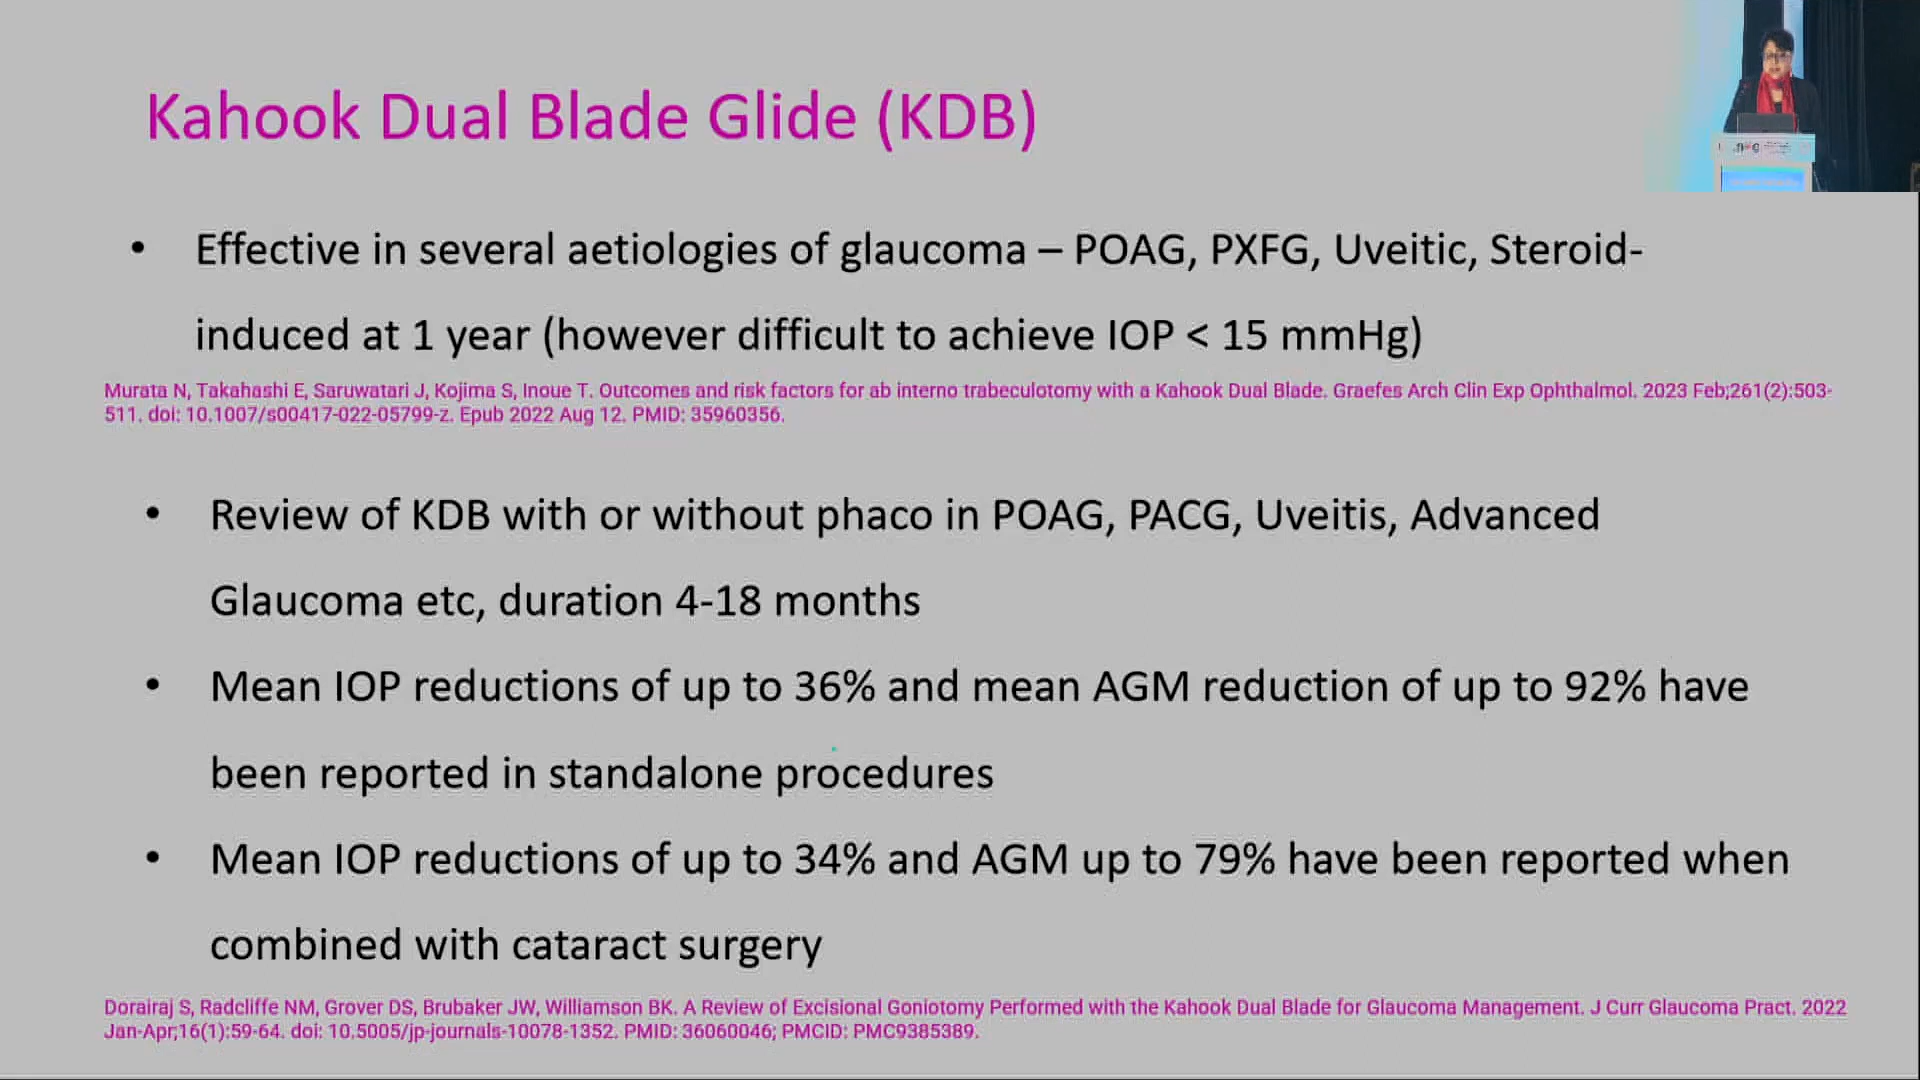 Kahook Dual Blade Glide (KDB)
• Effective in several aetiologies of glaucoma – POAG, PXFG, Uveitic, Steroid-
induced at 1 year (however difficult to achieve IOP < 15 mmHg)
Murata N, Takahashi E, Saruwatari J, Kojima S, Inoue T. Outcomes and risk factors for ab interno trabeculotomy with a Kahook Dual Blade. Graefes Arch Clin Exp Ophthalmol. 2023 Feb;261(2):503-
511. doi: 10.1007/s00417-022-05799-z. Epub 2022 Aug 12. PMID: 35960356.
• Review of KDB with or without phaco in POAG, PACG, Uveitis, Advanced
Glaucoma etc, duration 4-18 months
• Mean IOP reductions of up to 36% and mean AGM reduction of up to 92% have
been reported in standalone procedures
• Mean IOP reductions of up to 34% and AGM up to 79% have been reported when
combined with cataract surgery
Dorairaj S, Radcliffe NM, Grover DS, Brubaker JW, Williamson BK. A Review of Excisional Goniotomy Performed with the Kahook Dual Blade for Glaucoma Management. J Curr Glaucoma Pract. 2022
Jan-Apr;16(1):59-64. doi: 10.5005/jp-journals-10078-1352. PMID: 36060046; PMCID: PMC9385389.